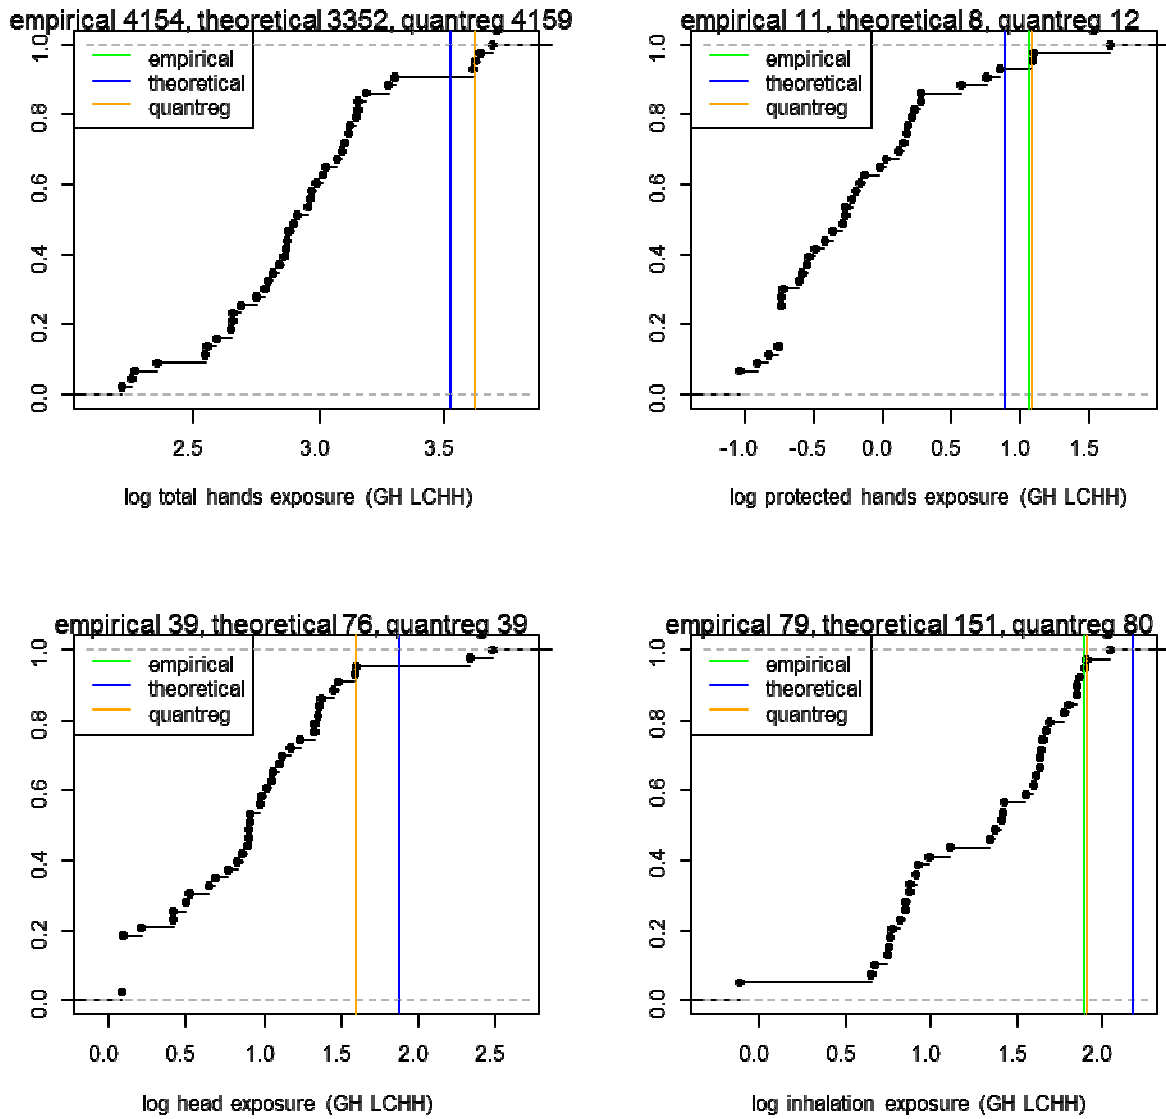 empirical 4154, theoretical 3352, quantreg 4159
empirical
theoretical
quantreg
1.0
0.8
0.6
0.4
0.2
0.0
2.5 3.0 3.5
log total hands exposure (GH LCHH)
empirical 11, theoretical 8, quantreg 12
empirical
theoretical
quantreg
1.0
0.8
0.6
0.4
0.2
0.0
-1.0 -0.5 0.0 0.5 1.0 1.5
log protected hands exposure (GH LCHH)
empirical 39, theoretical 76, quantreg 39
empirical
theoretical
quantreg
1.0
0.8
0.6
0.4
0.2
0.0
0.0 0.5 1.0 1.5 2.0 2.5
log head exposure (GH LCHH)
empirical 79, theoretical 151, quantreg 80
empirical
theoretical
quantreg
1.0
0.8
0.6
0.4
0.2
0.0
0.0 0.5 1.0 1.5 2.0
log inhalation exposure (GH LCHH)